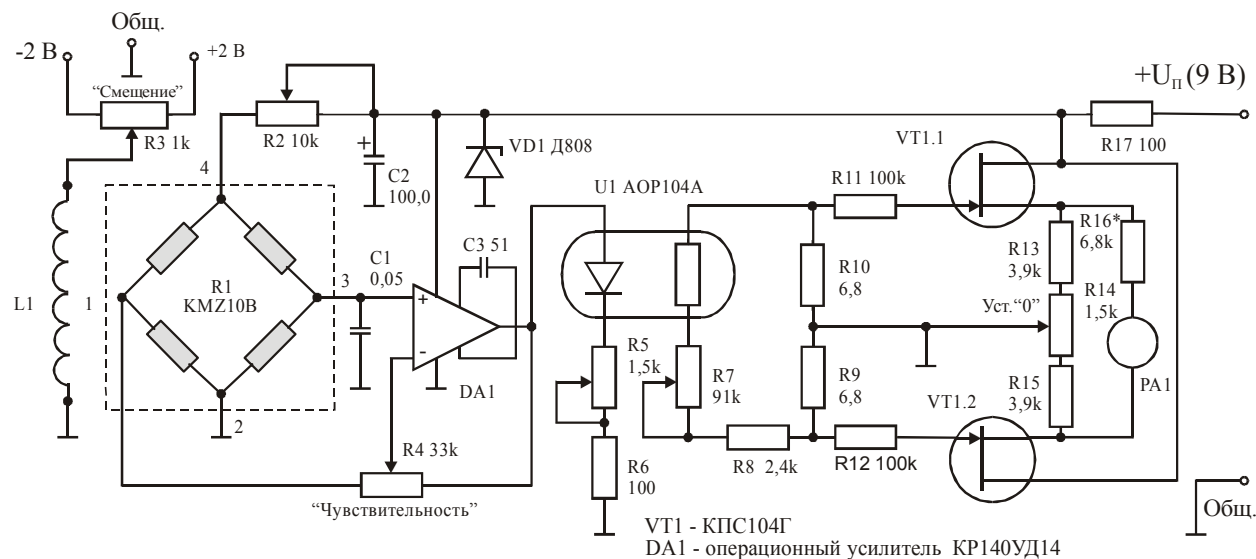 Общ.
-2 В
+2 В
“Смещение”
R3 1k
4
R2 10k
+
C2
100,0
VD1 Д808
+Uп (9 В)
R17 100
VT1.1
U1 АОР104А
R11 100k
L1
1
R1
KMZ10B
3
C1
0,05
C3 51
+
-
DA1
2
R4 33k
“Чувствительность”
R5
1,5k
R6
100
R7
91k
R8 2,4k
R10
6,8
R9
6,8
R12 100k
VT1.2
R13
3,9k
R16*
6,8k
Уст.“0”
R14
1,5k
R15
3,9k
PA1
Общ.
VT1 - КПС104Г
DA1 - операционный усилитель КР140УД14